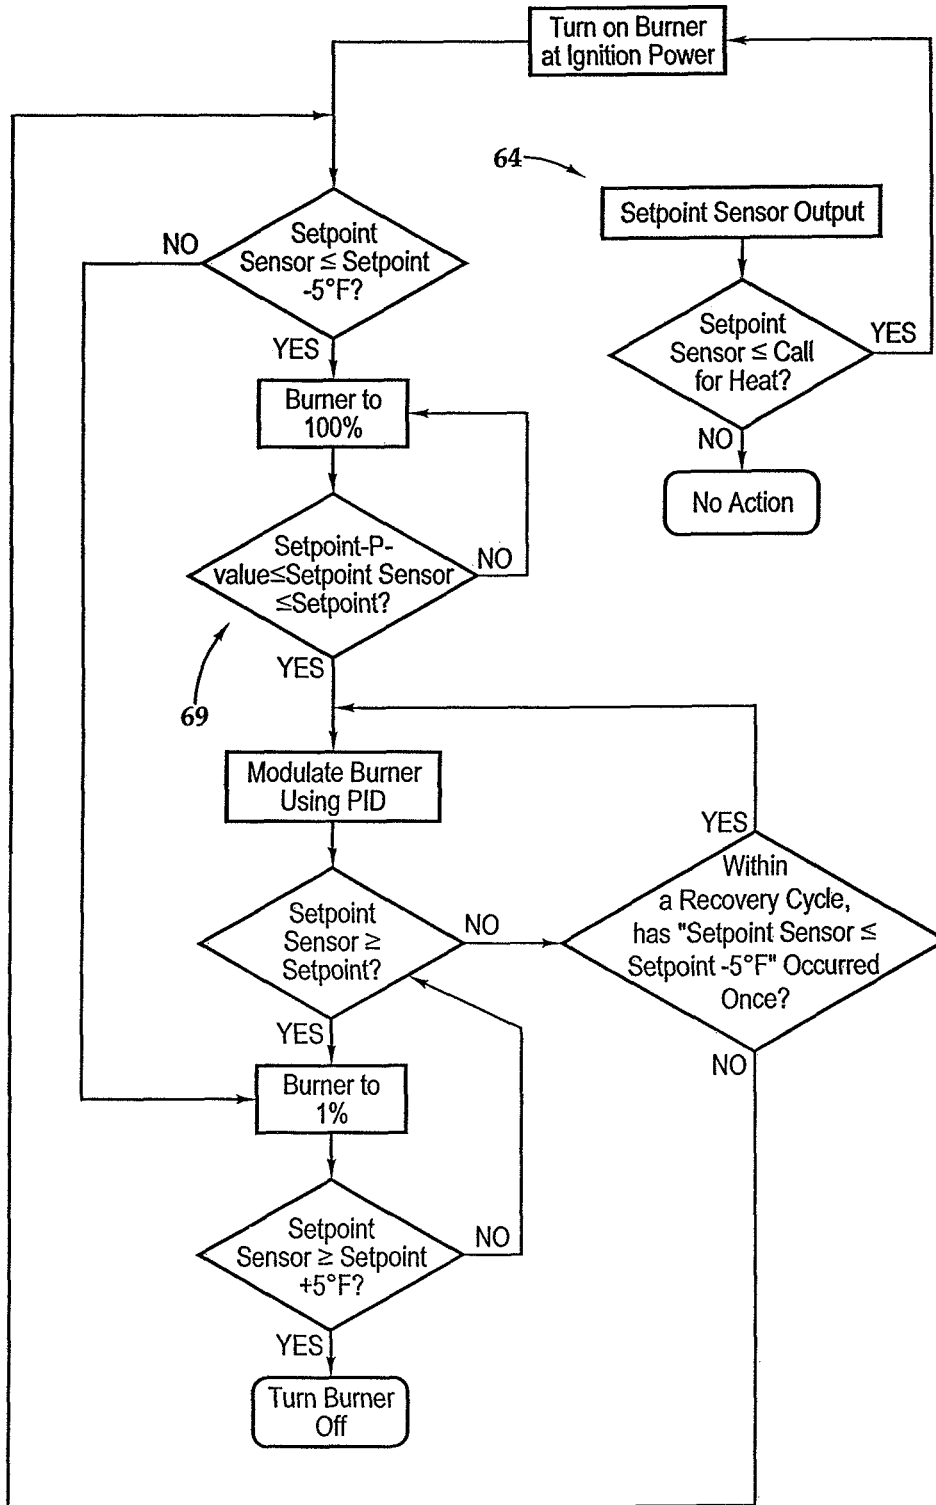 Turn on Burner
at Ignition Power
64
Setpoint Sensor Output
Setpoint
Sensor ≤ Call
for Heat?
YES
NO
No Action
Setpoint
Sensor ≤ Setpoint
-5°F?
NO
YES
Burner to
100%
Setpoint-P-
value≤Setpoint Sensor
≤Setpoint?
NO
YES
69
Modulate Burner
Using PID
Setpoint
Sensor ≥
Setpoint?
NO
YES
Within
a Recovery Cycle,
has "Setpoint Sensor ≤
Setpoint -5°F" Occurred
Once?
YES
NO
Burner to
1%
Setpoint
Sensor ≥ Setpoint
+5°F?
NO
YES
Turn Burner
Off